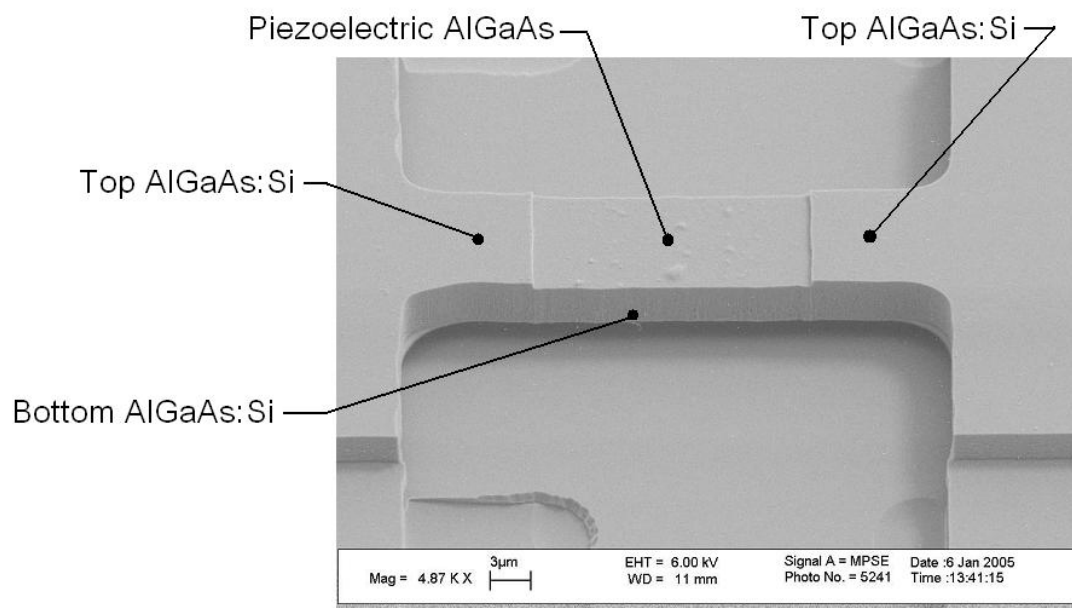 Piezoelectric AlGaAs
Top AlGaAs:Si
Top AlGaAs:Si
Bottom AlGaAs:Si
Mag = 4.87 K X
3µm
EHT = 6.00 kV
WD = 11 mm
Signal A = MPSE
Photo No. = 5241
Date :6 Jan 2005
Time :13:41:15